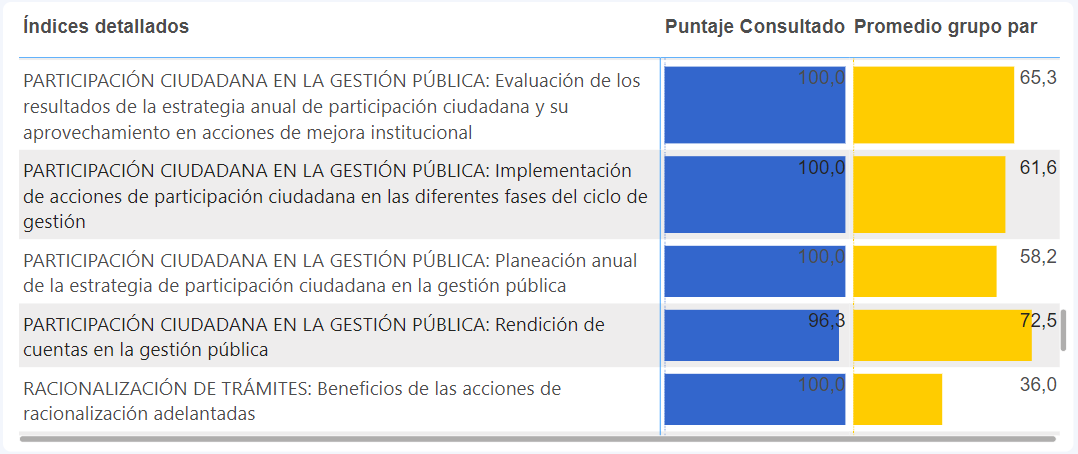 Índices detallados Puntaje Consultado Promedio grupo par
PARTICIPACIÓN CIUDADANA EN LA GESTIÓN PÚBLICA: Evaluación de los 100,0 65,3
resultados de la estrategia anual de participación ciudadana y su
aprovechamiento en acciones de mejora institucional
PARTICIPACIÓN CIUDADANA EN LA GESTIÓN PÚBLICA: Implementación 100,0 61,6
de acciones de participación ciudadana en las diferentes fases del ciclo de
gestión
PARTICIPACIÓN CIUDADANA EN LA GESTIÓN PÚBLICA: Planeación anual 100,0 58,2
de la estrategia de participación ciudadana en la gestión pública
PARTICIPACIÓN CIUDADANA EN LA GESTIÓN PÚBLICA: Rendición de 96,3 72,5
cuentas en la gestión pública
RACIONALIZACIÓN DE TRÁMITES: Beneficios de las acciones de 100,0 36,0
racionalización adelantadas